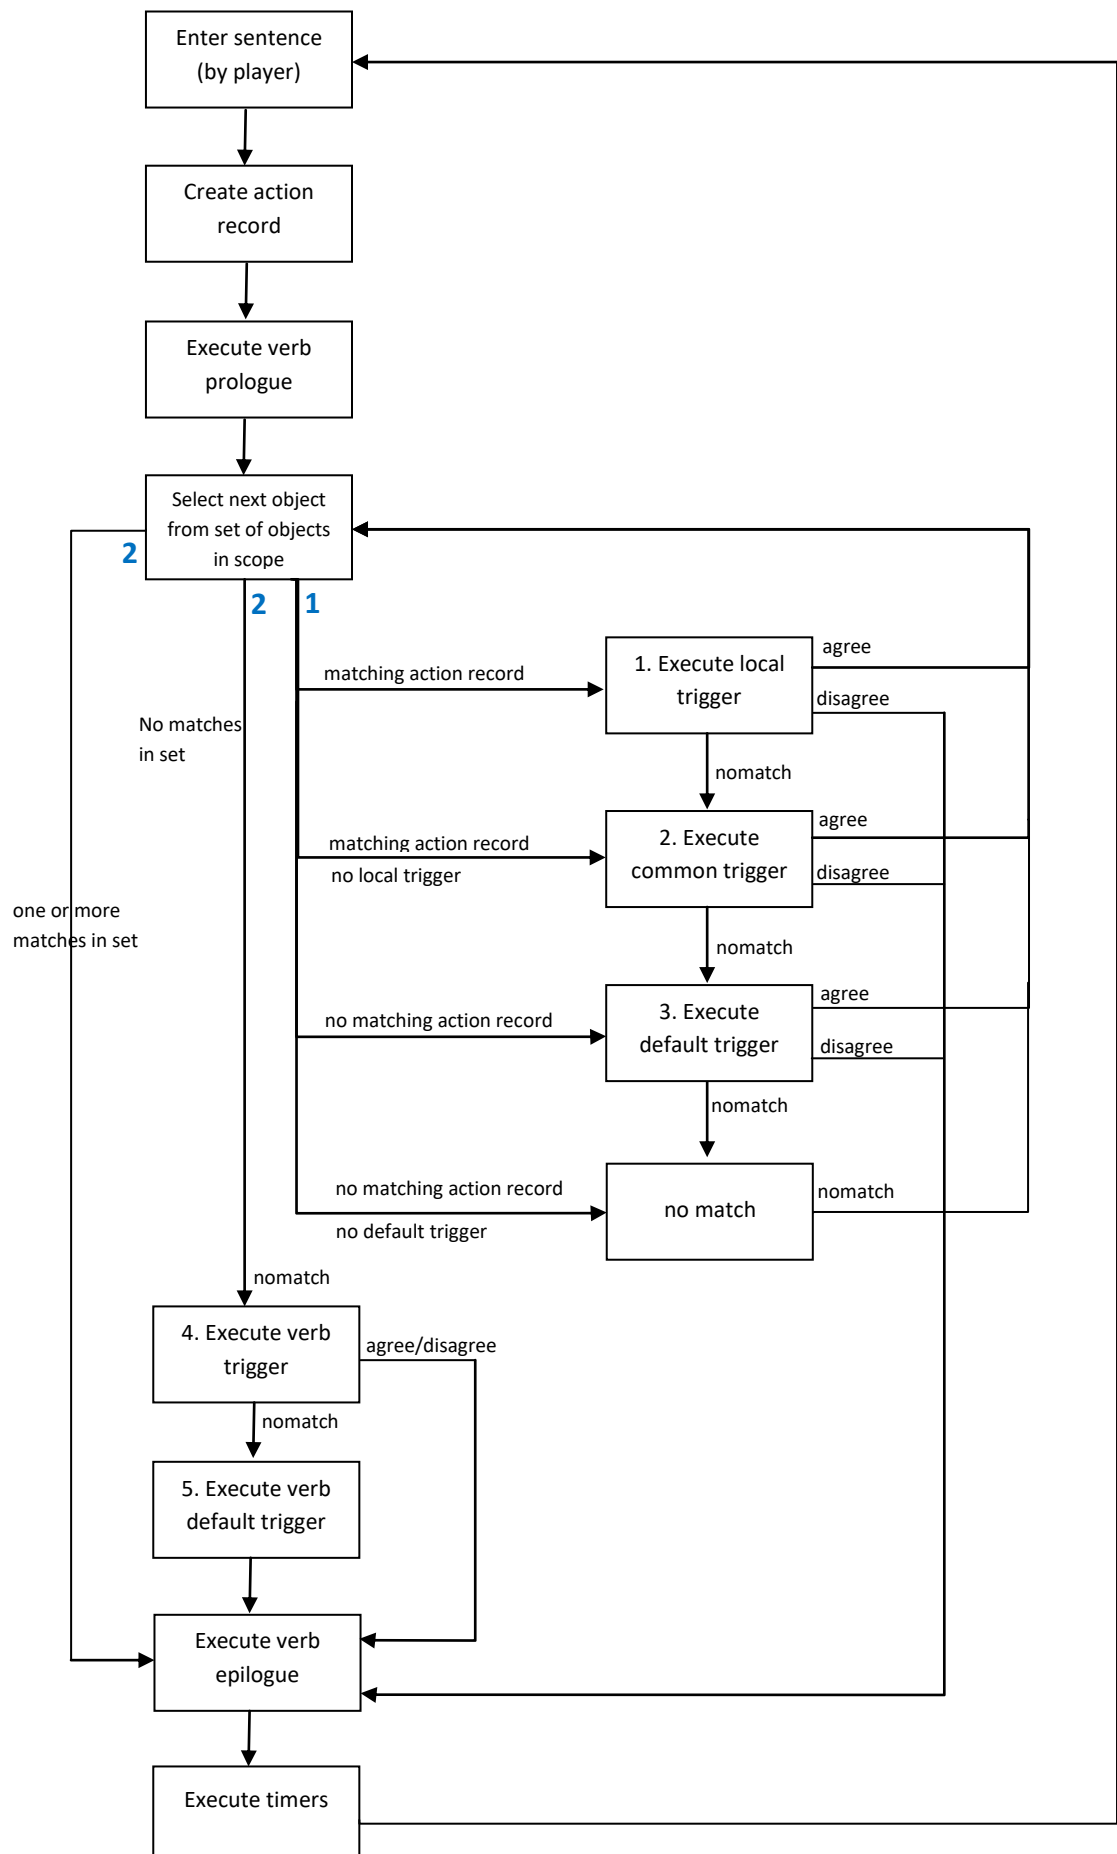 Enter sentence
(by player)
Create action
record
Execute verb
prologue
Select next object
from set of objects
in scope
2
2
1
matching action record
1. Execute local
trigger
agree
disagree
No matches
in set
nomatch
matching action record
no local trigger
2. Execute
common trigger
agree
disagree
one or more
matches in set
nomatch
no matching action record
3. Execute
default trigger
agree
disagree
nomatch
no matching action record
no default trigger
no match
nomatch
nomatch
4. Execute verb
trigger
agree/disagree
nomatch
5. Execute verb
default trigger
Execute verb
epilogue
Execute timers